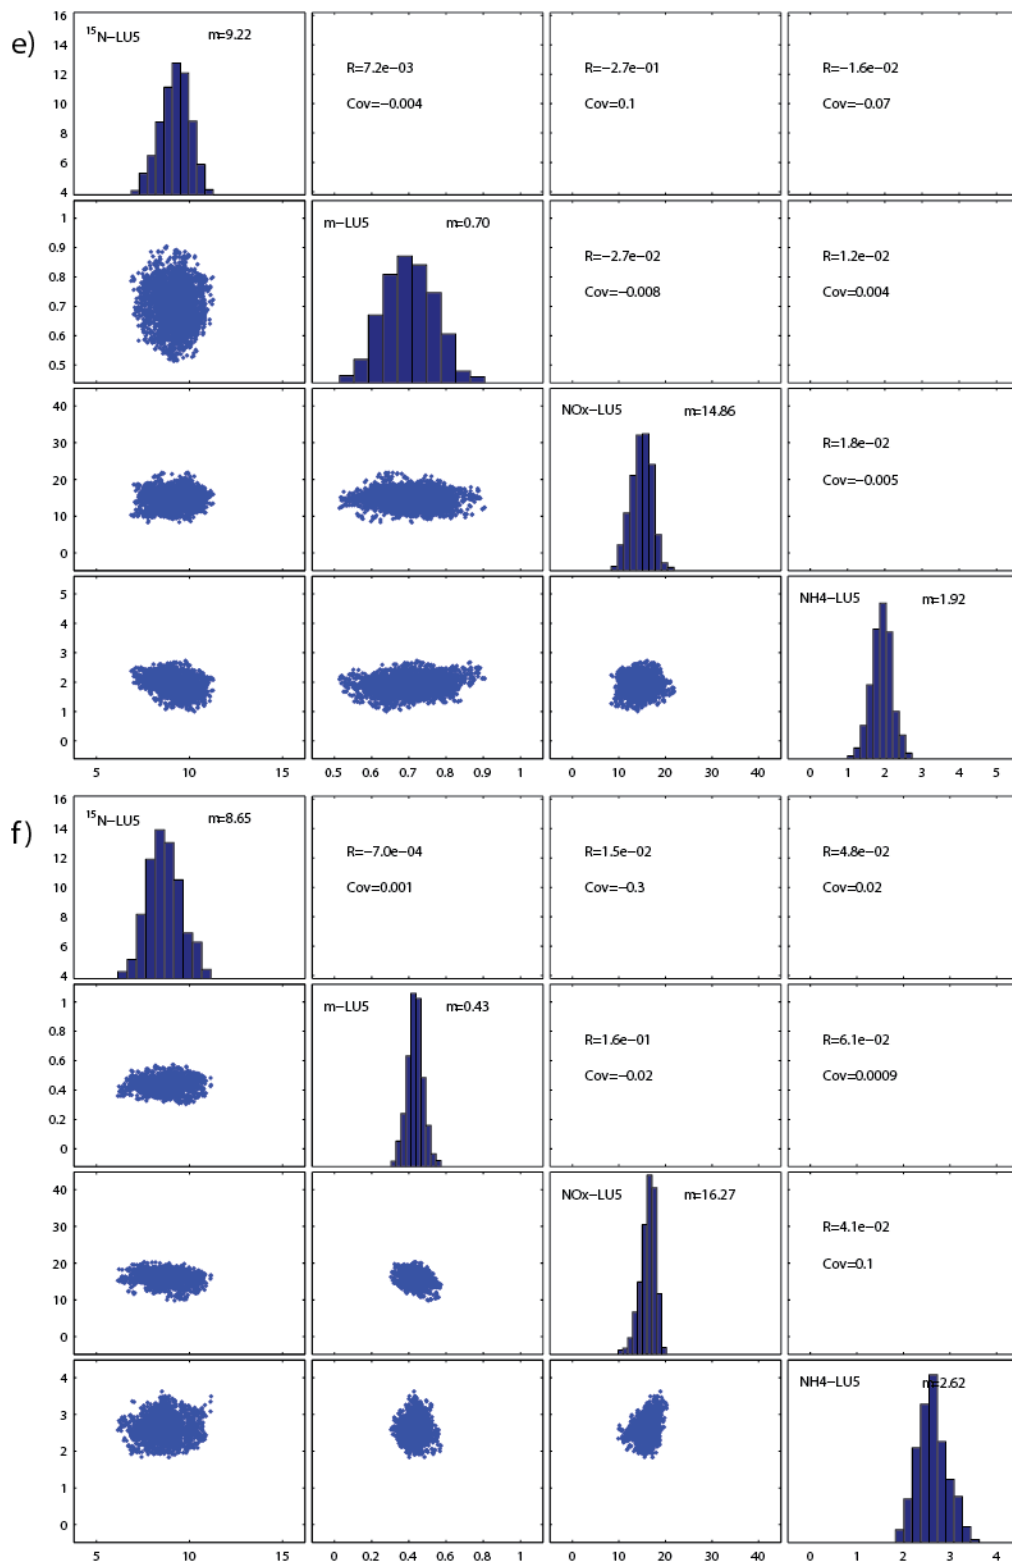 e)
16
14
12
10
8
6
4
¹⁵N−LU5 m=9.22
R=7.2e−03
Cov=−0.004
R=−2.7e−01
Cov=0.1
R=−1.6e−02
Cov=−0.07
1
0.9
0.8
0.7
0.6
0.5
m−LU5 m=0.70
R=−2.7e−02
Cov=−0.008
R=1.2e−02
Cov=0.004
40
30
20
10
0
NOx−LU5 m=14.86
R=1.8e−02
Cov=−0.005
5
4
3
2
1
0
NH4−LU5 m=1.92
5 10 15 0.5 0.6 0.7 0.8 0.9 1 0 10 20 30 40 0 1 2 3 4 5
f)
16
14
12
10
8
6
4
¹⁵N−LU5 m=8.65
R=−7.0e−04
Cov=0.001
R=1.5e−02
Cov=−0.3
R=4.8e−02
Cov=0.02
1
0.8
0.6
0.4
0.2
0
m−LU5 m=0.43
R=1.6e−01
Cov=−0.02
R=6.1e−02
Cov=0.0009
40
30
20
10
0
NOx−LU5 m=16.27
R=4.1e−02
Cov=0.1
4
3
2
1
0
NH4−LU5 m=2.62
5 10 15 0 0.2 0.4 0.6 0.8 1 0 10 20 30 40 0 1 2 3 4